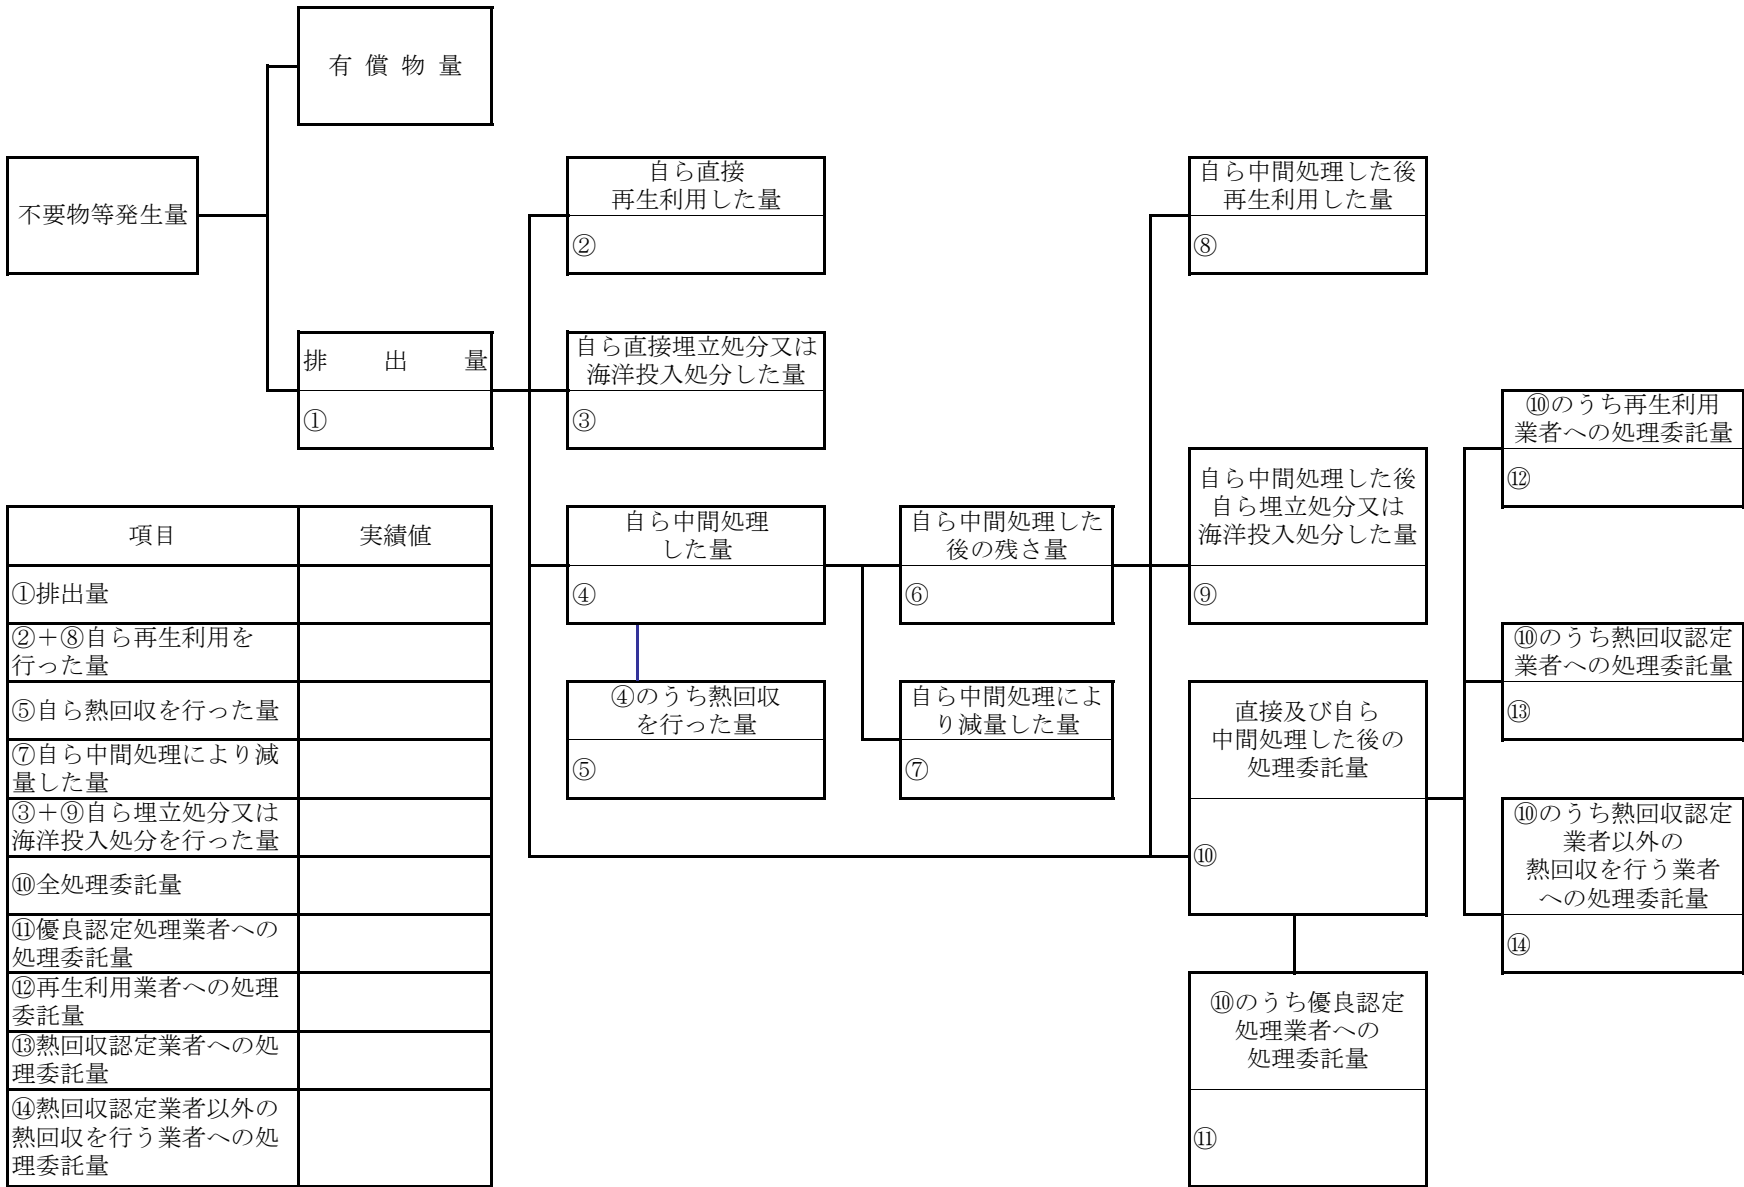 有償物量
不要物等発生量
自ら直接
再生利用した量
②
自ら中間処理した後
再生利用した量
⑧
排出量
①
自ら直接埋立処分又は
海洋投入処分した量
③
⑩のうち再生利用
業者への処理委託量
⑫
自ら中間処理した後
自ら埋立処分又は
海洋投入処分した量
⑨
自ら中間処理
した量
④
自ら中間処理した
後の残さ量
⑥
⑩のうち熱回収認定
業者への処理委託量
⑬
④のうち熱回収
を行った量
⑤
自ら中間処理によ
り減量した量
⑦
直接及び自ら
中間処理した後の
処理委託量
⑩
⑩のうち熱回収認定
業者以外の
熱回収を行う業者
への処理委託量
⑭
⑩のうち優良認定
処理業者への
処理委託量
⑪
項目 実績値
①排出量
②+⑧自ら再生利用を
行った量
⑤自ら熱回収を行った量
⑦自ら中間処理により減
量した量
③+⑨自ら埋立処分又は
海洋投入処分を行った量
⑩全処理委託量
⑪優良認定処理業者への
処理委託量
⑫再生利用業者への処理
委託量
⑬熱回収認定業者への処
理委託量
⑭熱回収認定業者以外の
熱回収を行う業者への処
理委託量